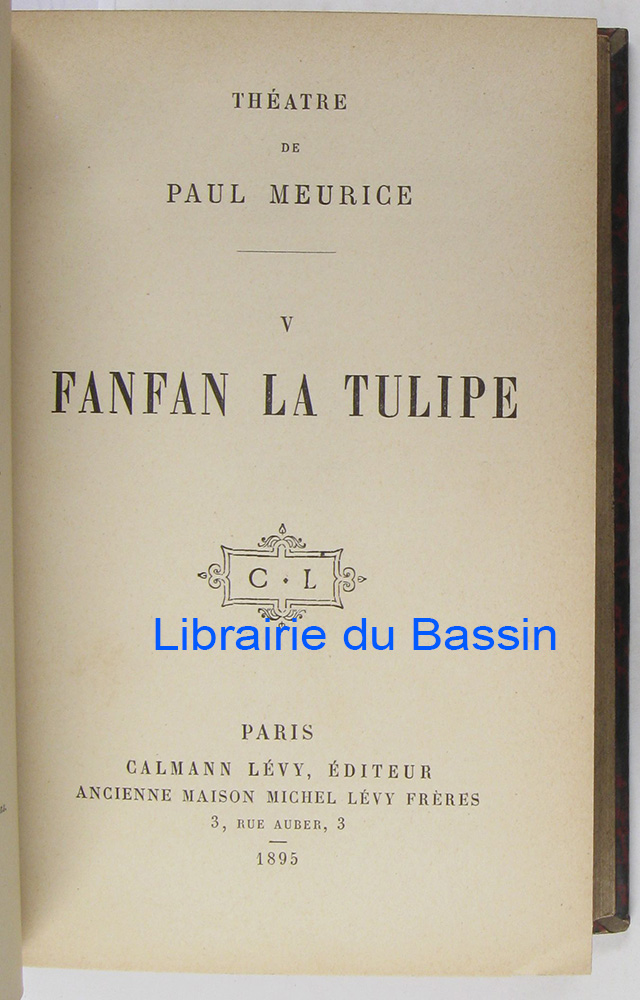 THÉATRE
DE
PAUL MEURICE
V
FANFAN LA TULIPE
C · L
Librairie du Bassin
PARIS
CALMANN LÉVY, ÉDITEUR
ANCIENNE MAISON MICHEL LÉVY FRÈRES
3, RUE AUBER, 3
1895